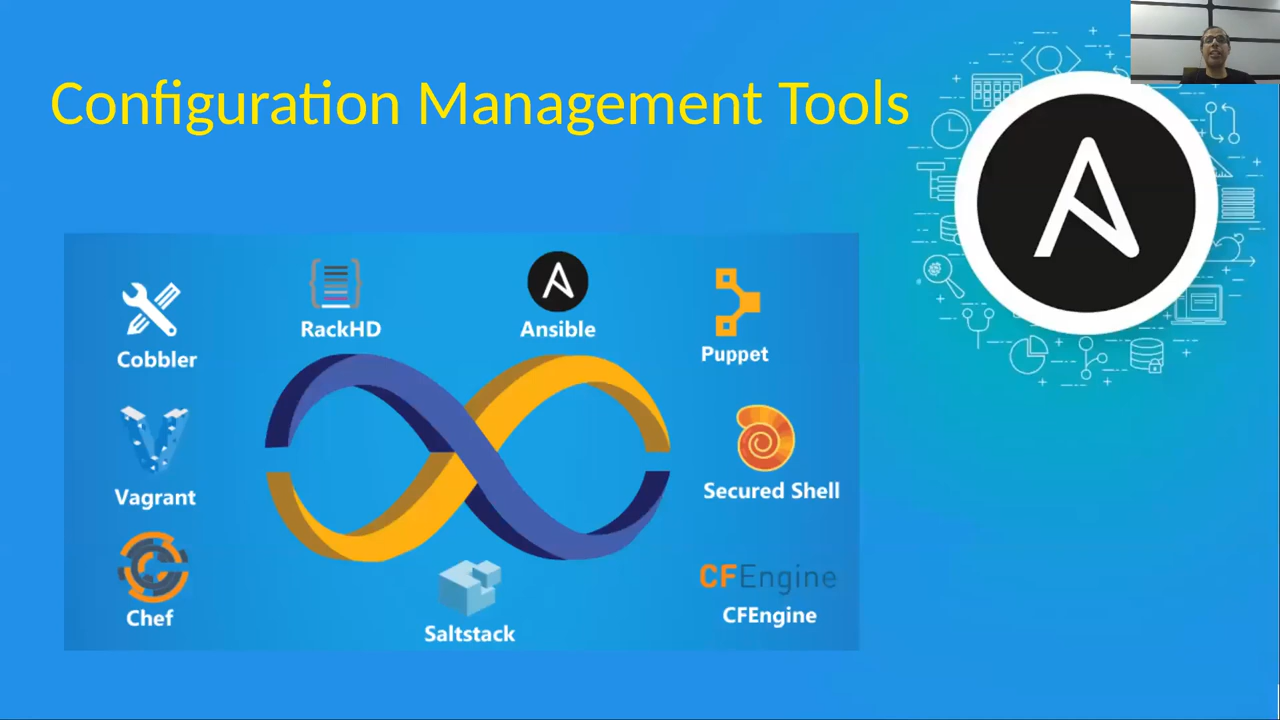 Configuration Management Tools
RackHD
Ansible
Cobbler
Puppet
Vagrant
Secured Shell
Chef
CFEngine
CFEngine
Saltstack